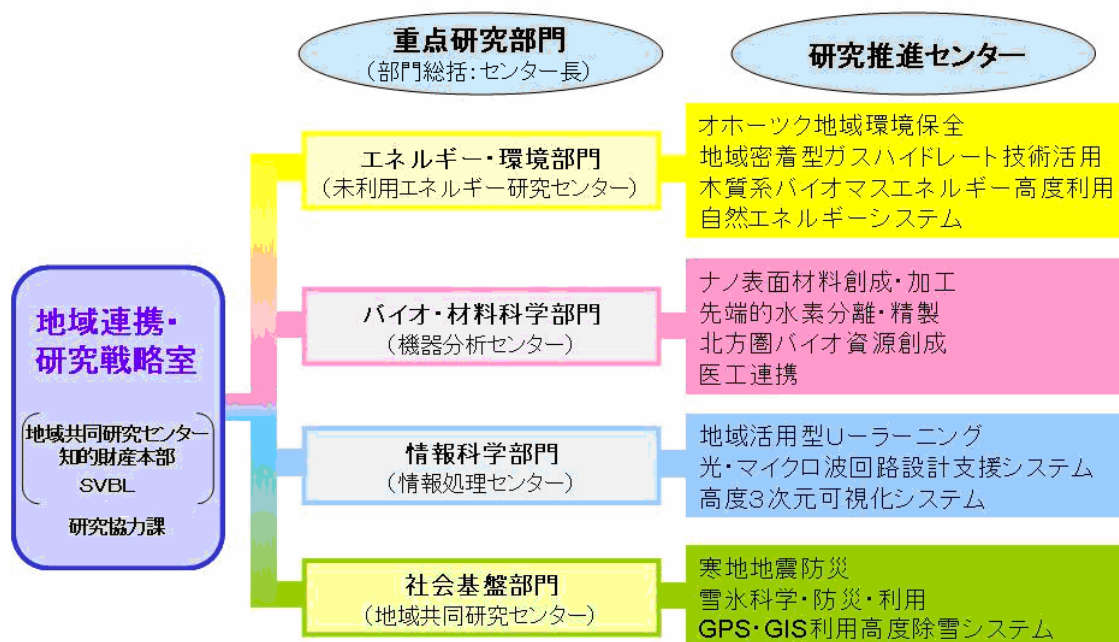 重点研究部門
(部門総括:センター長)
研究推進センター
地域連携・
研究戦略室
地域共同研究センター
知的財産本部
SVBL
研究協力課
エネルギー・環境部門
(未利用エネルギー研究センター)
オホーツク地域環境保全
地域密着型ガスハイドレート技術活用
木質系バイオマスエネルギー高度利用
自然エネルギーシステム
バイオ・材料科学部門
(機器分析センター)
ナノ表面材料創成・加工
先端的水素分離・精製
北方圏バイオ資源創成
医工連携
情報科学部門
(情報処理センター)
地域活用型Uーラーニング
光・マイクロ波回路設計支援システム
高度3次元可視化システム
社会基盤部門
(地域共同研究センター)
寒地地震防災
雪氷科学・防災・利用
GPS・GIS利用高度除雪システム